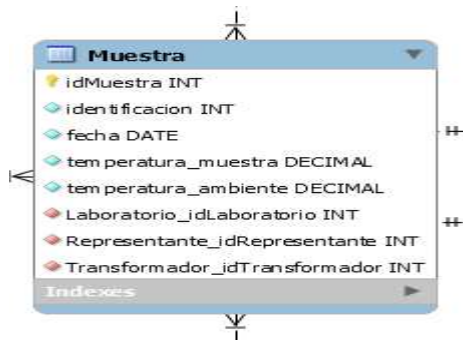 Muestra
idMuestra INT
identificacion INT
fecha DATE
temperatura_muestra DECIMAL
temperatura_ambiente DECIMAL
Laboratorio_idLaboratorio INT
Representante_idRepresentante INT
Transformador_idTransformador INT
Indexes